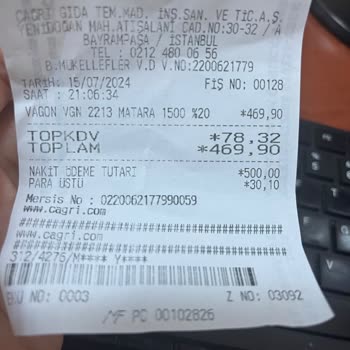 ÇAĞRI GIDA TEM.MAD. İNŞ.SAN. VE TİC.A.Ş.
YENİDOĞAN MAH.ATIŞALANI CAD.NO:30-32 / A
BAYRAMPAŞA / İSTANBUL
TEL : 0212 480 06 56
B.MUKELLEFLER V.D V.NO:2200621779
TARİH: 15/07/2024 FİŞ NO: 00128
SAAT : 21:06:34
VAGON VGN 2213 MATARA 1500 %20 *469,90
TOPKDV *78,32
TOPLAM *469,90
NAKİT ÖDEME TUTARI *500,00
PARA ÜSTÜ *30,10
Mersis No : 0220062177990059
www.cagri.com
########################################
www.cagri.com
########################################
312/4275/M**** Y****
EKÜ NO: 0003 Z NO: 03092
MF PC 00102826